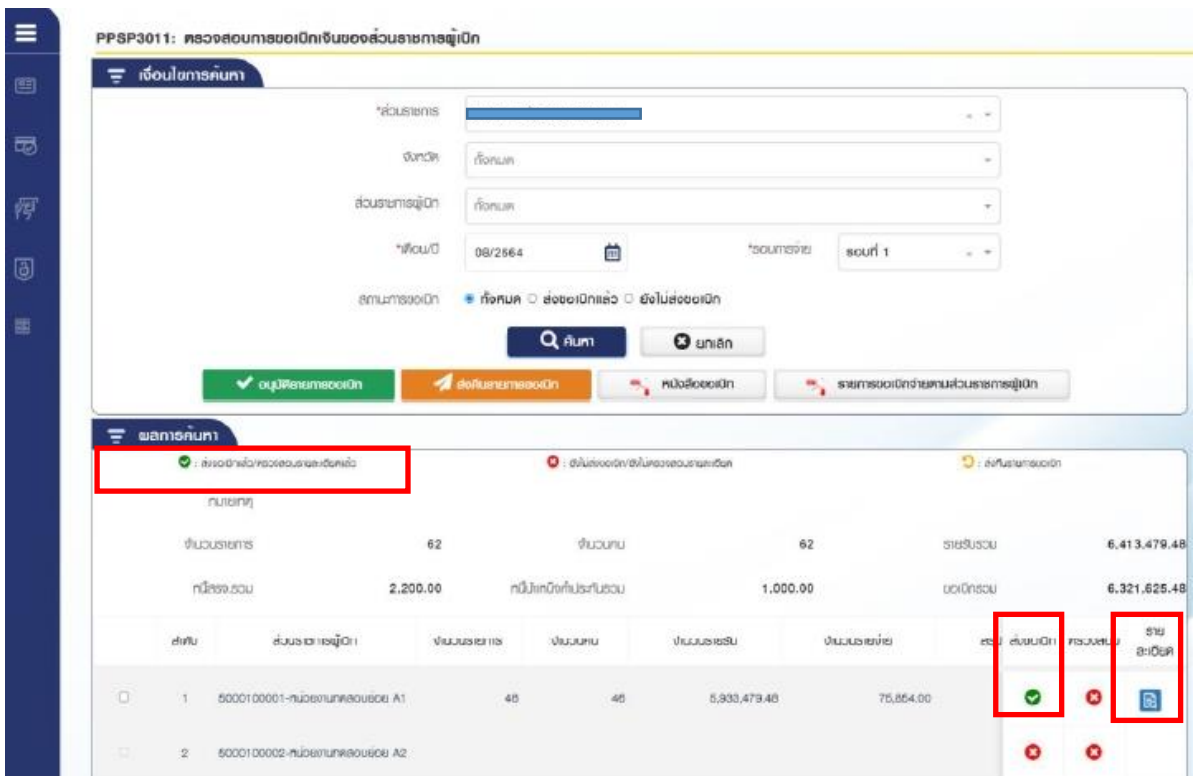 PPSP3011: ตรวจสอบการขอเบิกเงินของส่วนราชการผู้เบิก
เงื่อนไขการค้นหา
*ส่วนราชการ
จังหวัด ทั้งหมด
ส่วนราชการผู้เบิก ทั้งหมด
*เดือน/ปี 08/2564 *รอบการจ่าย รอบที่ 1
สถานะการขอเบิก ทั้งหมด ส่งขอเบิกแล้ว ยังไม่ส่งขอเบิก
ค้นหา ยกเลิก
อนุมัติรายการขอเบิก ส่งคืนรายการขอเบิก หนังสือขอเบิก รายการขอเบิกจ่ายตามส่วนราชการผู้เบิก
ผลการค้นหา
: ส่งขอเบิกแล้ว/ตรวจสอบรายละเอียดแล้ว : ยังไม่ส่งขอเบิก/ยังไม่ตรวจสอบรายละเอียด : ส่งคืนรายการขอเบิก
หมายเหตุ
จำนวนรายการ 62 จำนวนคน 62 รายรับรวม 6,413,479.48
หนี้สรจ.รวม 2,200.00 หนี้บำเหน็จค้ำประกันรวม 1,000.00 ขอเบิกรวม 6,321,625.48
ลำดับ ส่วนราชการผู้เบิก จำนวนรายการ จำนวนคน จำนวนรายรับ จำนวนรายจ่าย ส่งขอเบิก ตรวจสอบ ราย
ละเอียด
1 5000100001-หน่วยงานทดสอบย่อย A1 46 46 5,933,479.48 75,854.00
2 5000100002-หน่วยงานทดสอบย่อย A2